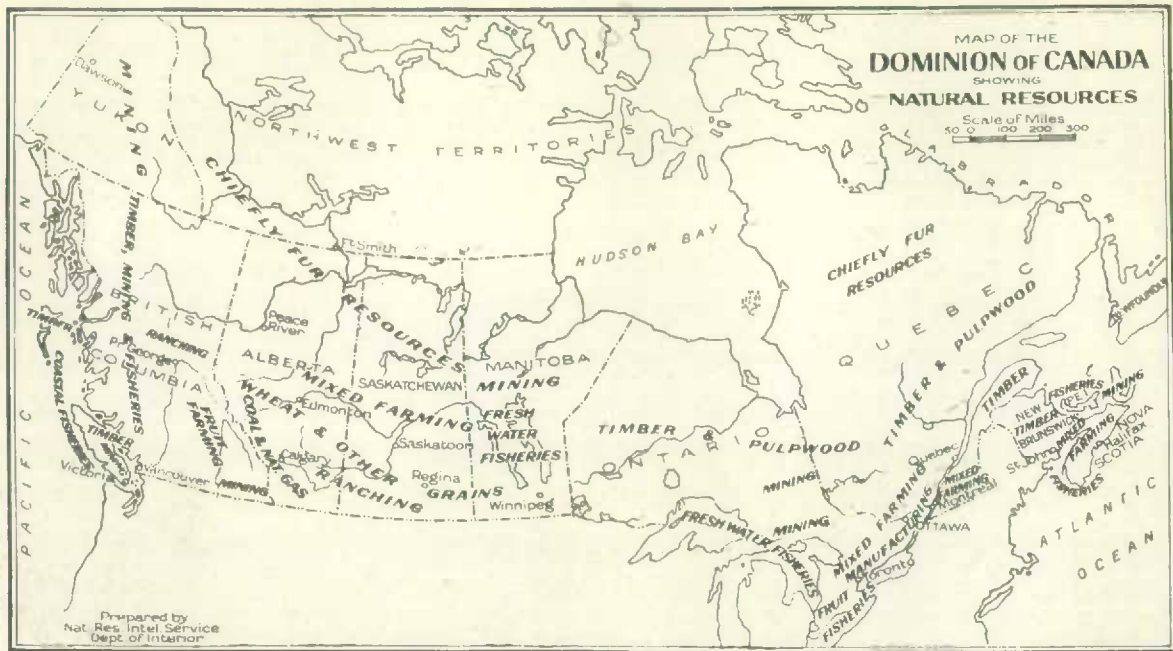 MAP OF THE
DOMINION OF CANADA
SHOWING
NATURAL RESOURCES
Scale of Miles
50 0 100 200 300
Dawson
YUKON
MINING
NORTHWEST TERRITORIES
CHIEFLY FUR RESOURCES
Ft Smith
HUDSON BAY
LABRADOR
CHIEFLY FUR
RESOURCES
QUEBEC
TIMBER & PULPWOOD
PACIFIC OCEAN
TIMBER, MINING & FISHERIES
BRITISH
COLUMBIA
TIMBER
RANCHING
COASTAL FISHERIES
FRUIT
FARMING
TIMBER
Victoria
Vancouver
MINING
Peace
River
ALBERTA
MIXED FARMING
WHEAT & OTHER GRAINS
COAL & NAT. GAS
RANCHING
Edmonton
Calgary
SASKATCHEWAN
Saskatoon
Regina
MANITOBA
MINING
FRESH
WATER
FISHERIES
Winnipeg
ONTARIO
TIMBER & PULPWOOD
MINING
MINING
FRESH WATER FISHERIES
MIXED FARMING
MANUFACTURING
FRUIT
FISHERIES
Toronto
OTTAWA
Montreal
MIXED
FARMING
Quebec
TIMBER
NEW
BRUNSWICK
TIMBER
FISHERIES
P.E.I.
MINING
St John
MIXED
FARMING
NOVA
SCOTIA
Halifax
FISHERIES
ATLANTIC
OCEAN
Prepared by
Nat. Res. Intel. Service
Dept of Interior